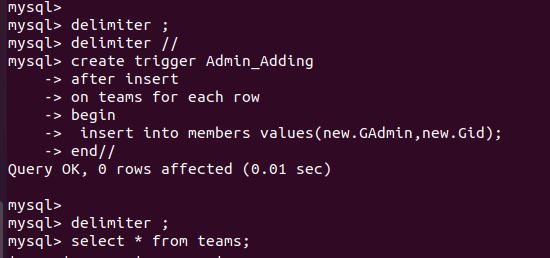 mysql>
mysql> delimiter ;
mysql> delimiter //
mysql> create trigger Admin_Adding
    -> after insert
    -> on teams for each row
    -> begin
    ->  insert into members values(new.GAdmin,new.Gid);
    -> end//
Query OK, 0 rows affected (0.01 sec)

mysql>
mysql> delimiter ;
mysql> select * from teams;